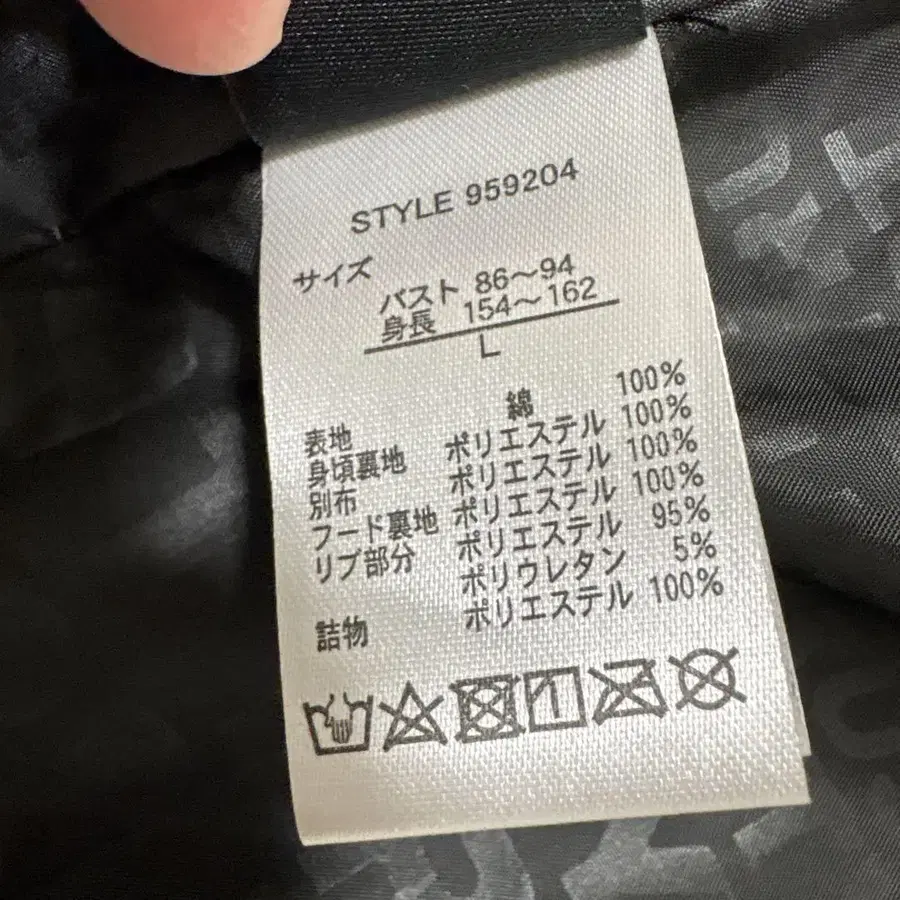 STYLE 959204
サイズ
バスト 86〜94
身長 154〜162
L
表地 綿 100%
身頃裏地 ポリエステル 100%
別布 ポリエステル 100%
フード裏地 ポリエステル 100%
リブ部分 ポリエステル 95%
ポリウレタン 5%
詰物 ポリエステル 100%